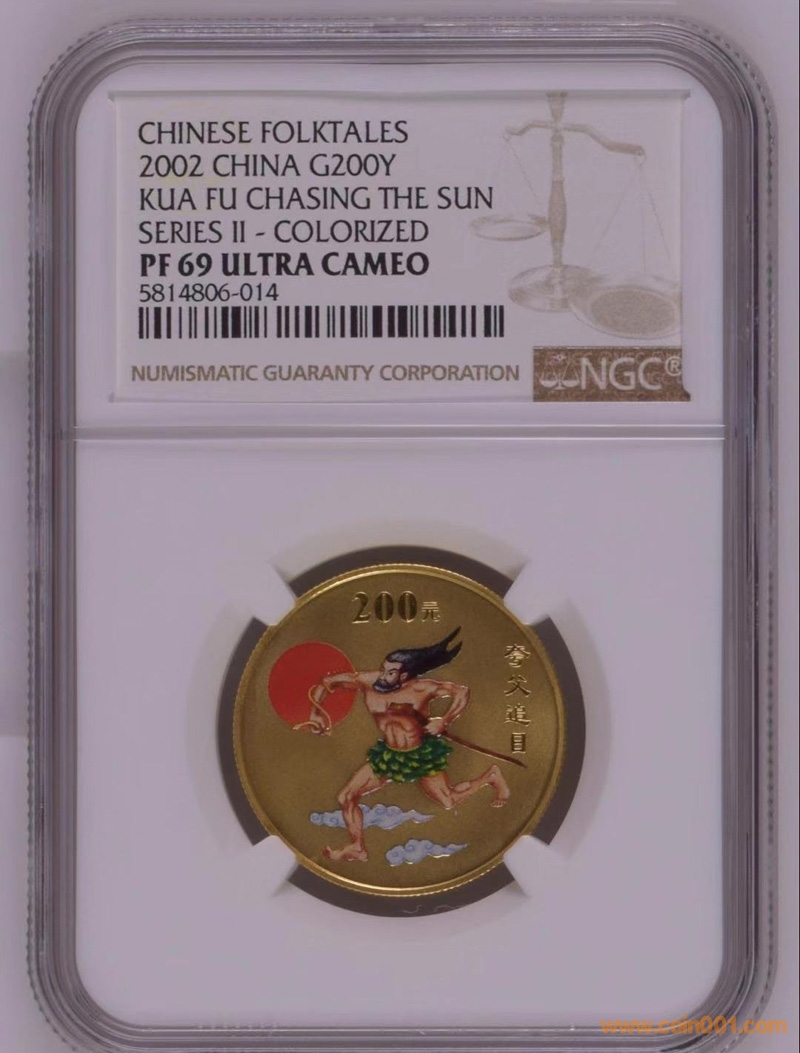 CHINESE FOLKTALES
2002 CHINA G200Y
KUA FU CHASING THE SUN
SERIES II - COLORIZED
PF 69 ULTRA CAMEO
5814806-014
NUMISMATIC GUARANTY CORPORATION
NGC®
200元
夸父追日
www.coin001.com